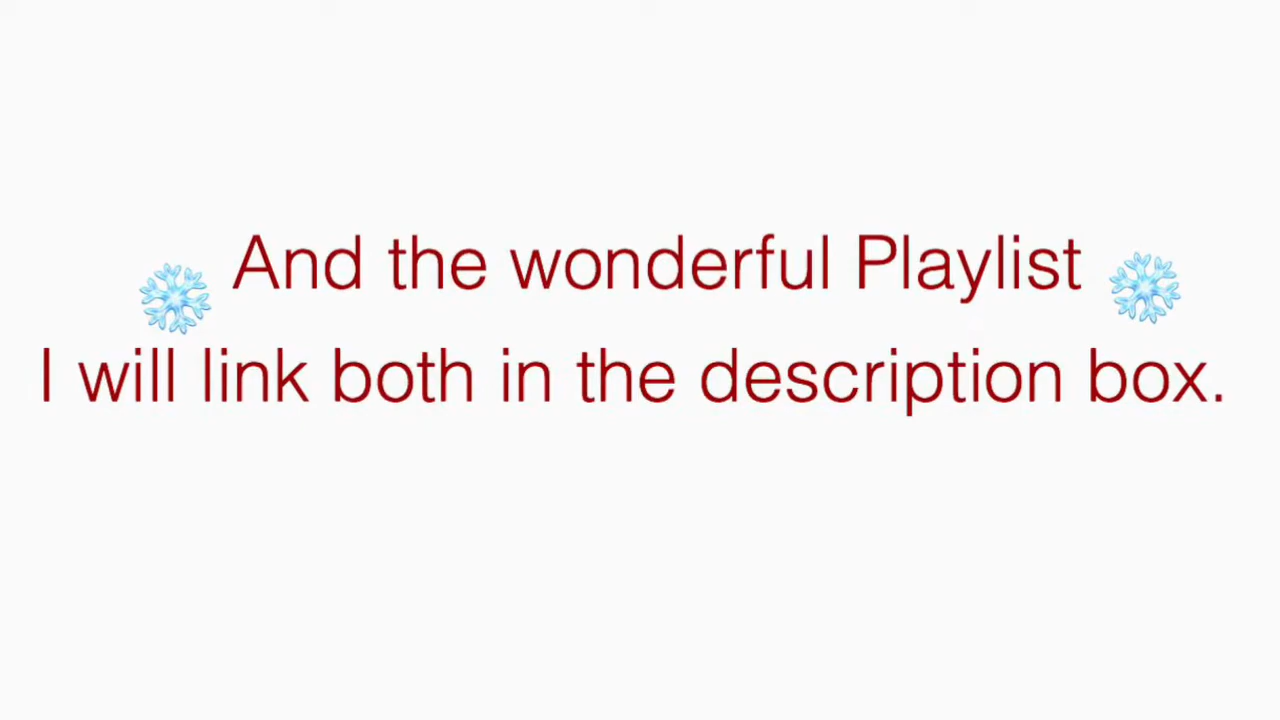 And the wonderful Playlist
I will link both in the description box.